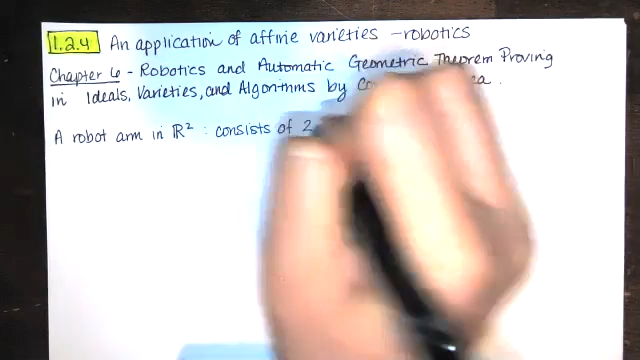 1.2.4 An application of affine varieties - robotics
Chapter 6 - Robotics and Automatic Geometric Theorem Proving
in Ideals, Varieties, and Algorithms by
A robot arm in ℝ² : consists of 2